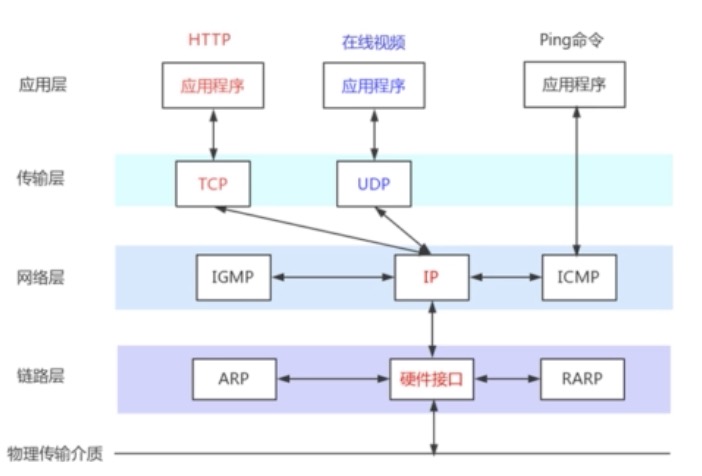 HTTP
在线视频
Ping命令
应用层
应用程序
应用程序
应用程序
传输层
TCP
UDP
网络层
IGMP
IP
ICMP
链路层
ARP
硬件接口
RARP
物理传输介质